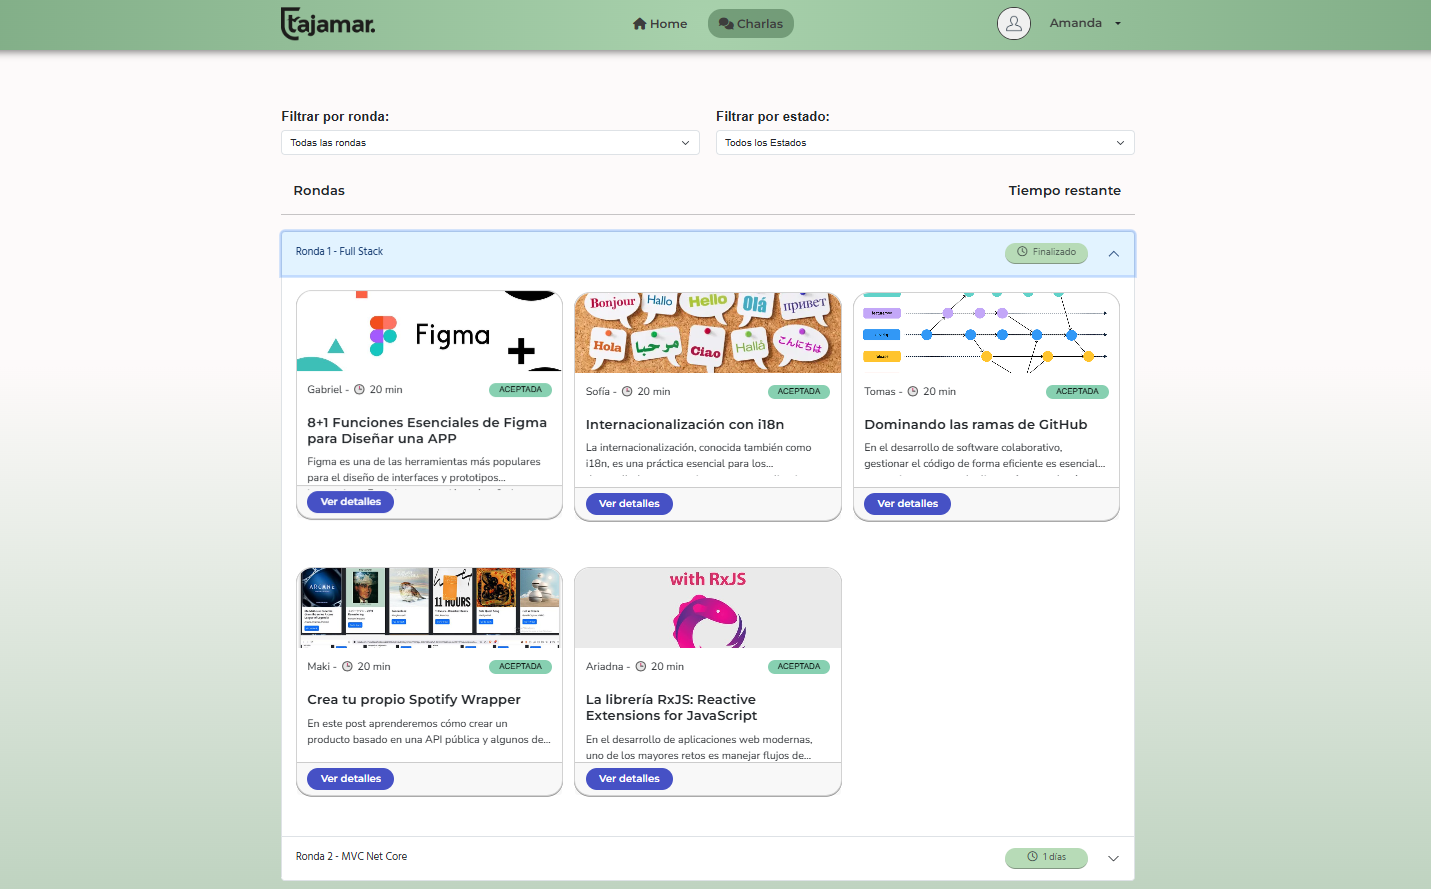 tajamar.
Home
Charlas
Amanda
Filtrar por ronda:
Filtrar por estado:
Todas las rondas
Todos los Estados
Rondas
Tiempo restante
Ronda 1 - Full Stack
Finalizado
Bonjour
Hallo
Hello
Olá
привет
Hola
مرحبا
Ciao
Hallå
こんにちは
Figma
Gabriel - 20 min
ACEPTADA
8+1 Funciones Esenciales de Figma
para Diseñar una APP
Figma es una de las herramientas más populares
para el diseño de interfaces y prototipos...
Ver detalles
Sofía - 20 min
ACEPTADA
Internacionalización con i18n
La internacionalización, conocida también como
i18n, es una práctica esencial para los...
Ver detalles
Tomas - 20 min
ACEPTADA
Dominando las ramas de GitHub
En el desarrollo de software colaborativo,
gestionar el código de forma eficiente es esencial...
Ver detalles
ARCANE
11 HOURS
Maki - 20 min
ACEPTADA
Crea tu propio Spotify Wrapper
En este post aprenderemos cómo crear un
producto basado en una API pública y algunos de...
Ver detalles
with RxJS
Ariadna - 20 min
ACEPTADA
La librería RxJS: Reactive
Extensions for JavaScript
En el desarrollo de aplicaciones web modernas,
uno de los mayores retos es manejar flujos de...
Ver detalles
Ronda 2 - MVC Net Core
1 días